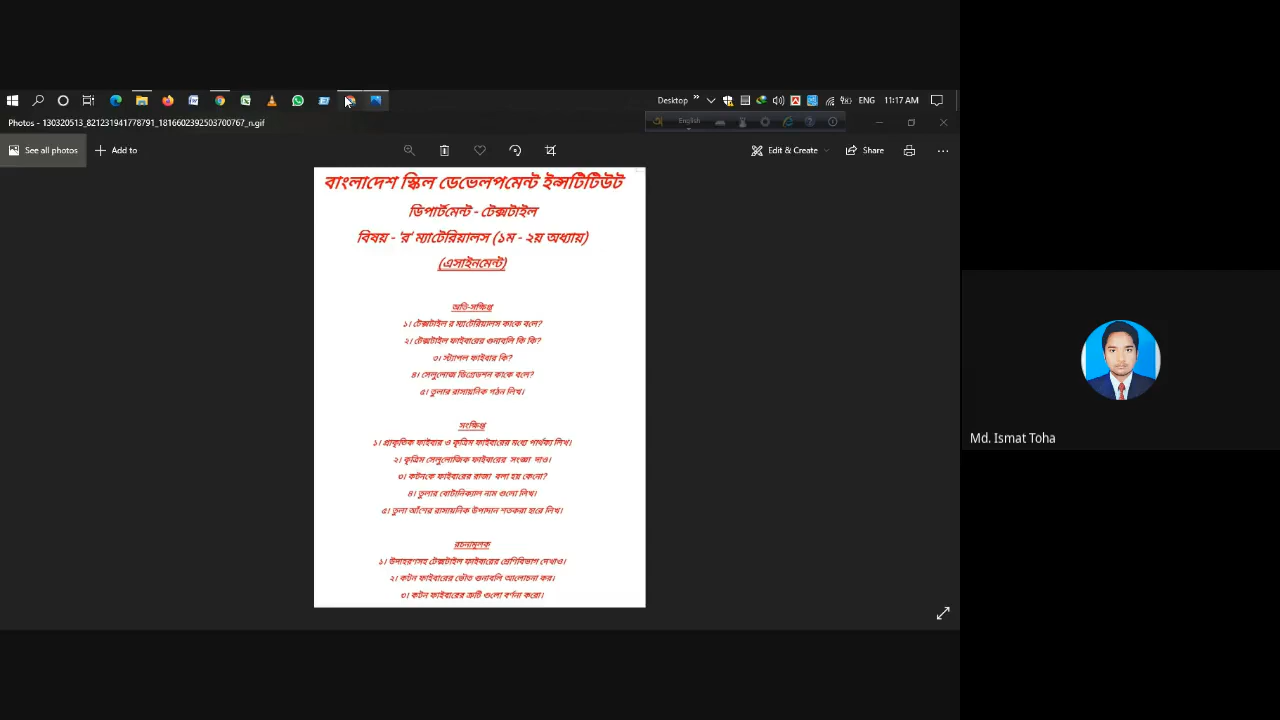 Desktop
ENG
11:17 AM
Photos - 130320513_821231941778791_1816602392503700767_n.gif
English
See all photos
Add to
Edit & Create
Share
বাংলাদেশ স্কিল ডেভেলপমেন্ট ইন্সটিটিউট
ডিপার্টমেন্ট - টেক্সটাইল
বিষয় - 'র' ম্যাটেরিয়ালস (১ম - ২য় অধ্যায়)
(এসাইনমেন্ট)
অতি-সংক্ষিপ্ত
১। টেক্সটাইল র ম্যাটেরিয়ালস কাকে বলে?
২। টেক্সটাইল ফাইবারের গুনাবলি কি কি?
৩। স্ট্যাপল ফাইবার কি?
৪। সেলুলোজ ডিগ্রেডশন কাকে বলে?
৫। তুলার রাসায়নিক গঠন লিখ।
সংক্ষিপ্ত
১। প্রাকৃতিক ফাইবার ও কৃত্রিম ফাইবারের মধ্যে পার্থক্য লিখ।
২। কৃত্রিম সেলুলোজিক ফাইবারের সংজ্ঞা দাও।
৩। কটনকে ফাইবারের রাজা বলা হয় কেনো?
৪। তুলার বোটানিক্যাল নাম গুলো লিখ।
৫। তুলা আঁশের রাসায়নিক উপাদান শতকরা হারে লিখ।
রচনামূলক
১। উদাহরণসহ টেক্সটাইল ফাইবারের শ্রেণিবিভাগ দেখাও।
২। কটন ফাইবারের ভৌত গুনাবলি আলোচনা কর।
৩। কটন ফাইবারের ত্রুটি গুলো বর্ণনা করো।
Md. Ismat Toha